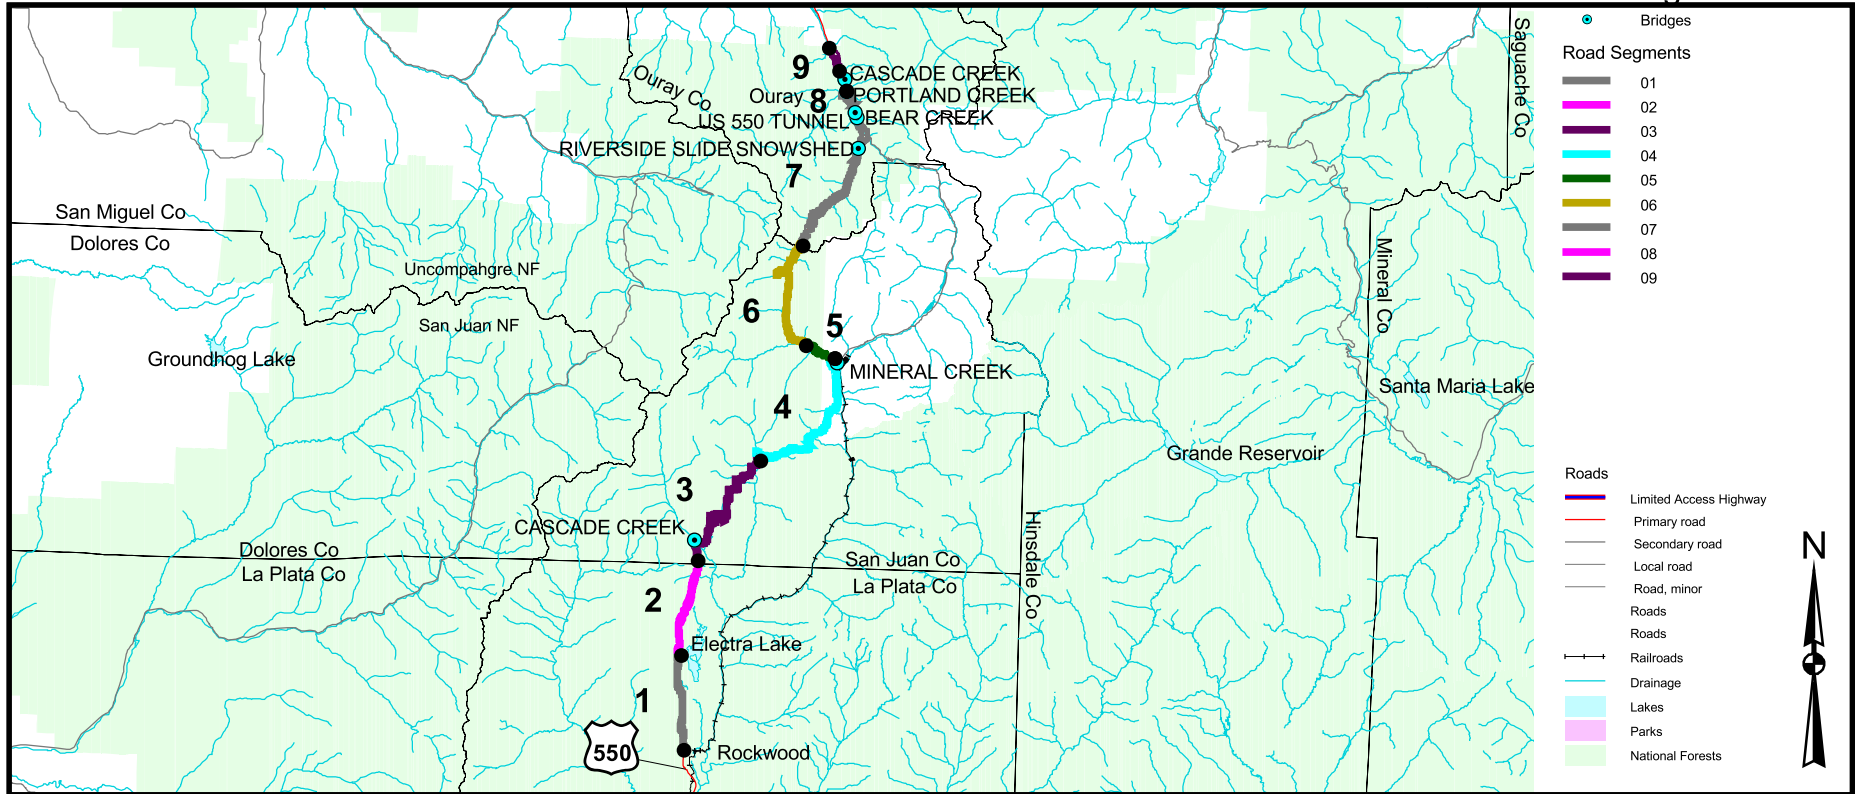 Bridges
Road Segments
01
02
03
04
05
06
07
08
09
Saguache Co
Ouray Co
9
CASCADE CREEK
Ouray
8
PORTLAND CREEK
US 550 TUNNEL
BEAR CREEK
RIVERSIDE SLIDE SNOWSHED
7
San Miguel Co
Dolores Co
Uncompahgre NF
San Juan NF
Mineral Co
6
5
Groundhog Lake
MINERAL CREEK
Santa Maria Lake
4
Grande Reservoir
3
CASCADE CREEK
Hinsdale Co
Dolores Co
La Plata Co
San Juan Co
La Plata Co
2
Electra Lake
1
550
Rockwood
Roads
Limited Access Highway
Primary road
Secondary road
Local road
Road, minor
Roads
Roads
Railroads
Drainage
Lakes
Parks
National Forests
N